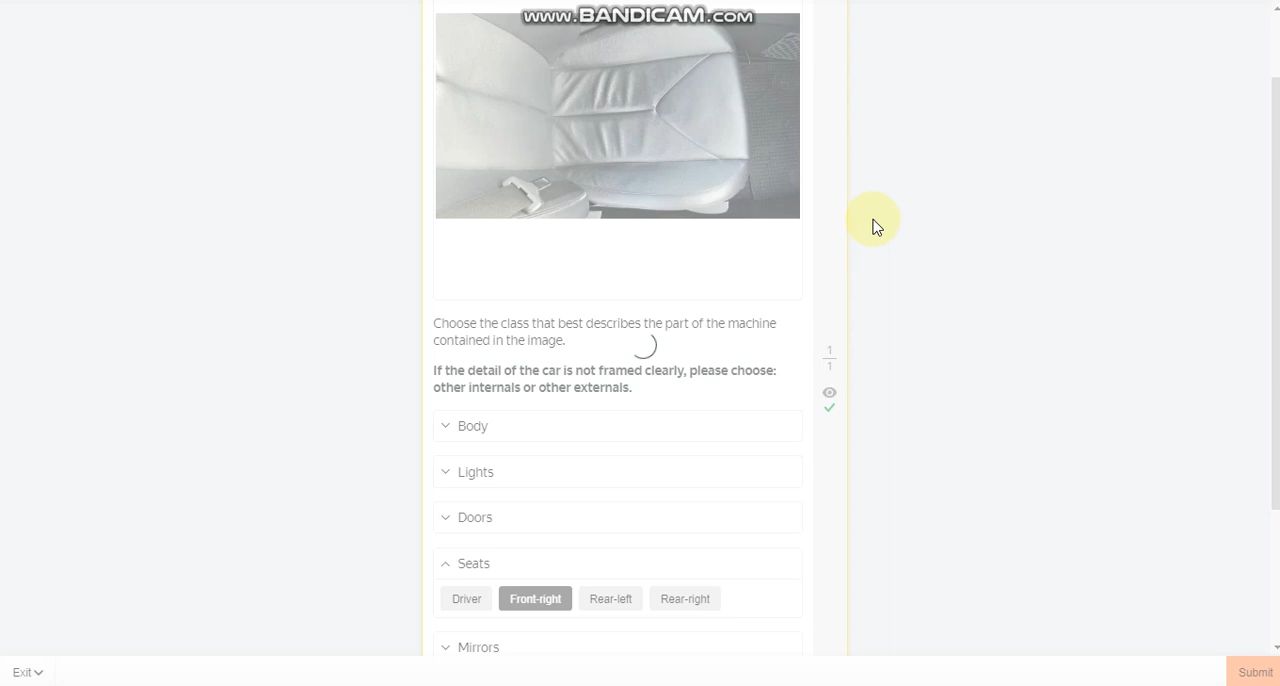 www.BANDICAM.com
Choose the class that best describes the part of the machine
contained in the image.
If the detail of the car is not framed clearly, please choose:
other internals or other externals.
1
1
Body
Lights
Doors
Seats
Driver Front-right Rear-left Rear-right
Mirrors
Exit Submit